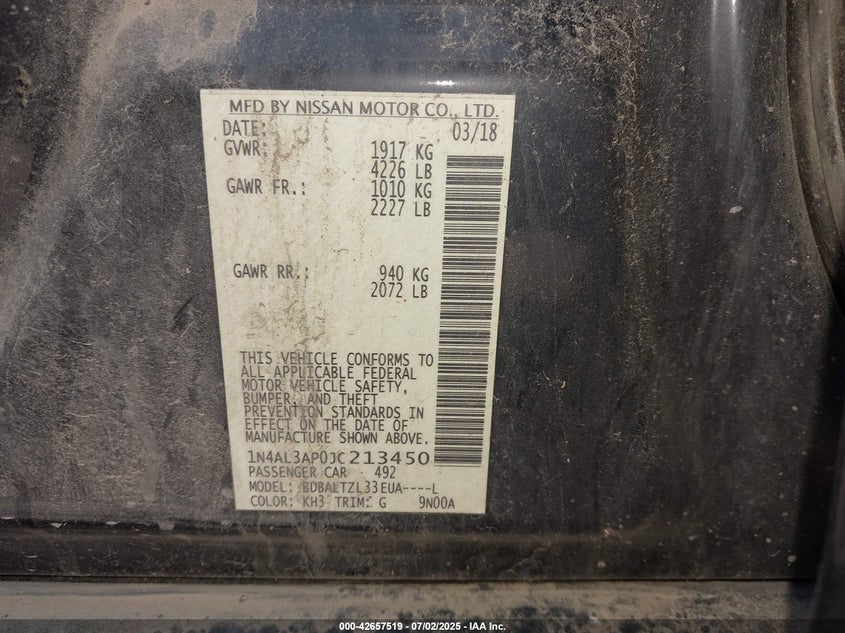 MFD BY NISSAN MOTOR CO., LTD.
DATE: 03/18
GVWR: 1917 KG
4226 LB
GAWR FR.: 1010 KG
2227 LB
GAWR RR.: 940 KG
2072 LB
THIS VEHICLE CONFORMS TO
ALL APPLICABLE FEDERAL
MOTOR VEHICLE SAFETY,
BUMPER, AND THEFT
PREVENTION STANDARDS IN
EFFECT ON THE DATE OF
MANUFACTURE SHOWN ABOVE.
1N4AL3AP0JC213450
PASSENGER CAR 492
MODEL: BDBALTZL33EUA----L
COLOR: KH3 TRIM: G 9N00A
000-42657519 - 07/02/2025 - IAA Inc.